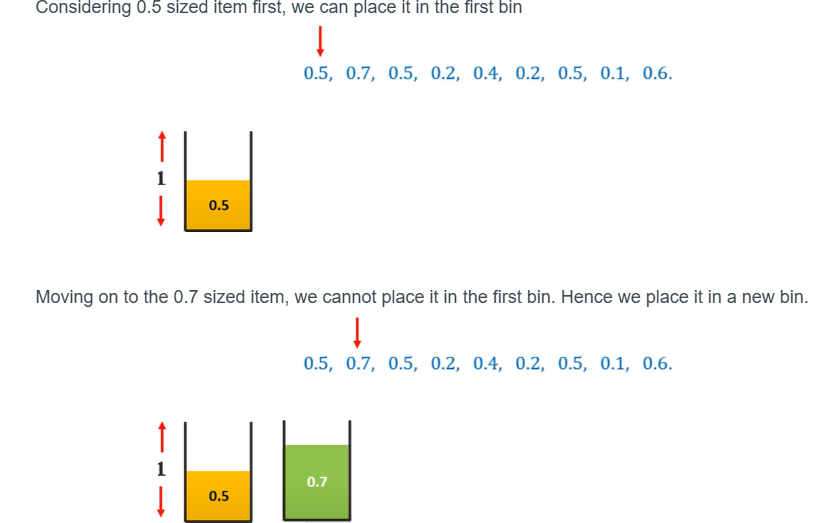 Considering 0.5 sized item first, we can place it in the first bin
0.5, 0.7, 0.5, 0.2, 0.4, 0.2, 0.5, 0.1, 0.6.
1
0.5
Moving on to the 0.7 sized item, we cannot place it in the first bin. Hence we place it in a new bin.
0.5, 0.7, 0.5, 0.2, 0.4, 0.2, 0.5, 0.1, 0.6.
1
0.5
0.7